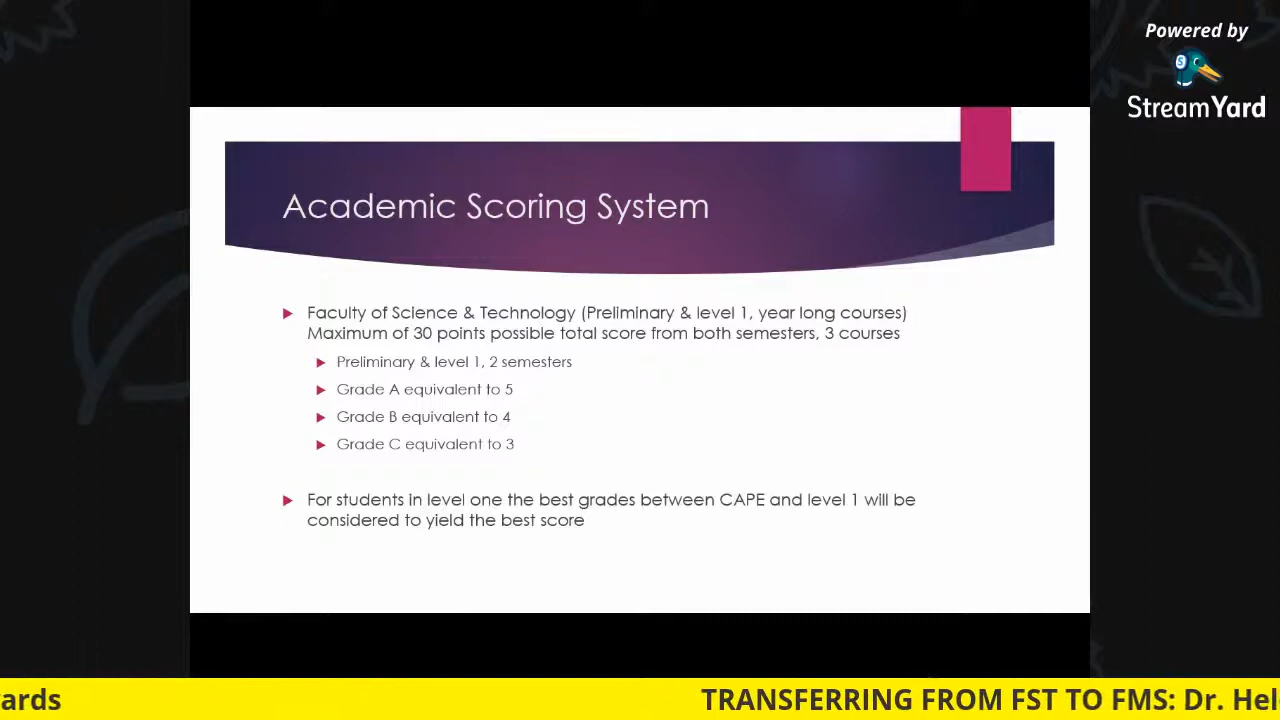 Powered by
StreamYard
Academic Scoring System
Faculty of Science & Technology (Preliminary & level 1, year long courses)
Maximum of 30 points possible total score from both semesters, 3 courses
Preliminary & level 1, 2 semesters
Grade A equivalent to 5
Grade B equivalent to 4
Grade C equivalent to 3
For students in level one the best grades between CAPE and level 1 will be
considered to yield the best score
ards TRANSFERRING FROM FST TO FMS: Dr. Hel